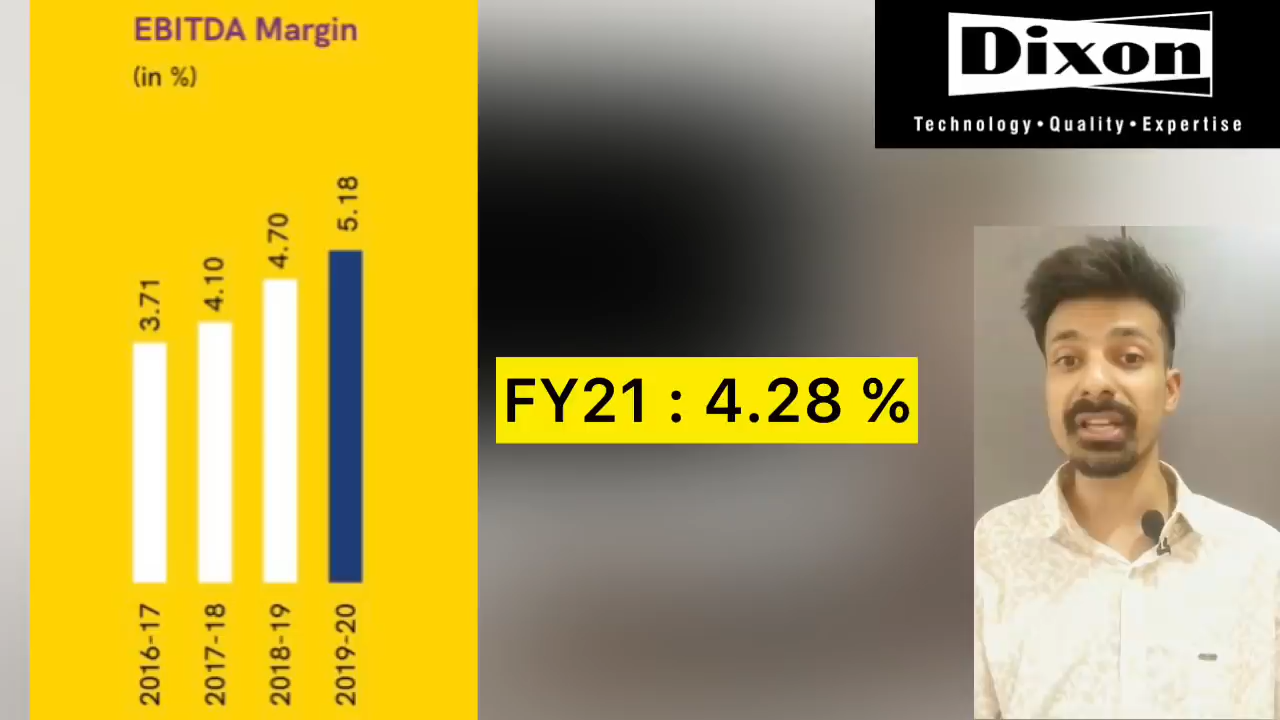 EBITDA Margin
(in %)
3.71
4.10
4.70
5.18
2016-17
2017-18
2018-19
2019-20
FY21 : 4.28 %
Dixon
Technology • Quality • Expertise